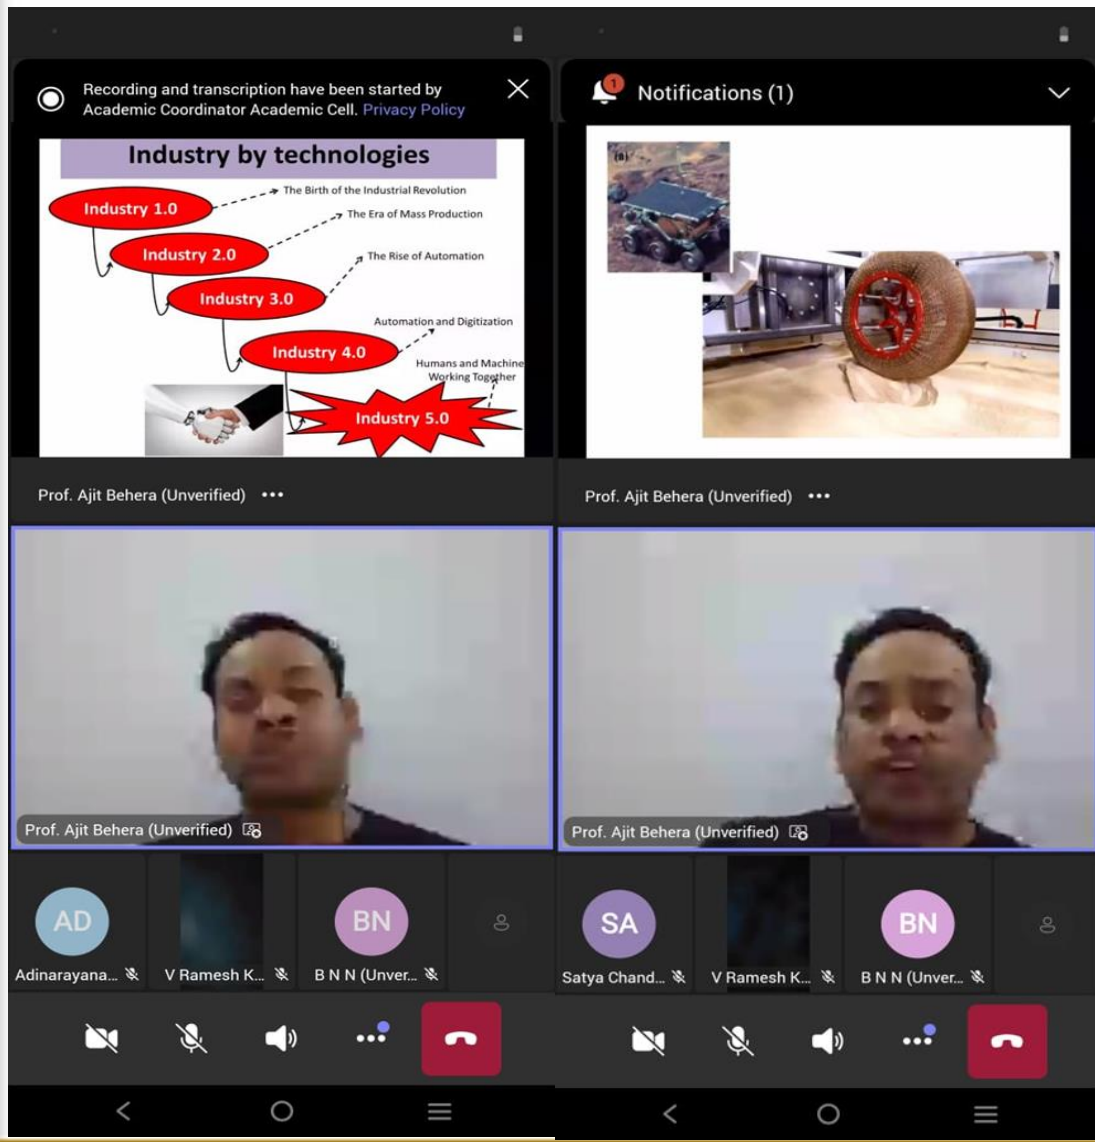 Recording and transcription have been started by
Academic Coordinator Academic Cell. Privacy Policy
Industry by technologies
Industry 1.0
The Birth of the Industrial Revolution
The Era of Mass Production
Industry 2.0
The Rise of Automation
Industry 3.0
Automation and Digitization
Industry 4.0
Humans and Machine
Working Together
Industry 5.0
Prof. Ajit Behera (Unverified) •••
Prof. Ajit Behera (Unverified)
AD
BN
Adinarayana...
V Ramesh K...
B N N (Unver...
1
Notifications (1)
(a)
Prof. Ajit Behera (Unverified) •••
Prof. Ajit Behera (Unverified)
SA
BN
Satya Chand...
V Ramesh K...
B N N (Unver...